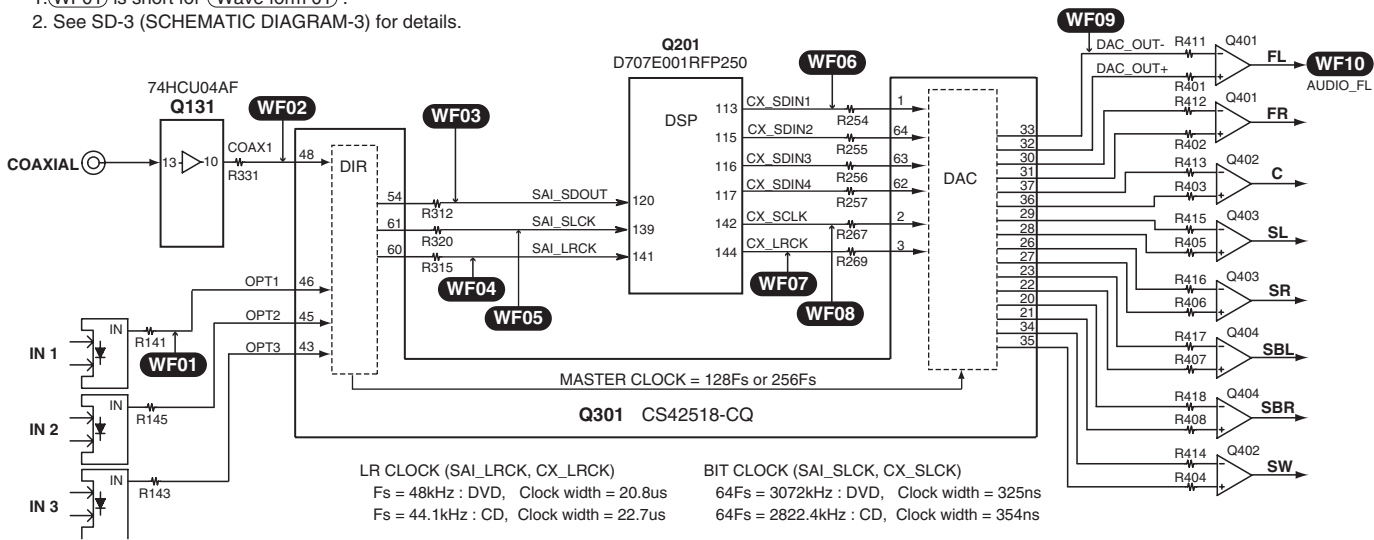 1.(WF01) is short for (Wave form 01).
2. See SD-3 (SCHEMATIC DIAGRAM-3) for details.
WF09
Q201
D707E001RFP250
WF06
DAC_OUT-
R411
Q401
FL
WF10
AUDIO_FL
DAC_OUT+
R401
74HCU04AF
Q131
WF02
WF03
113
CX_SDIN1
1
R254
R412
Q401
FR
DSP
115
CX_SDIN2
64
R255
33
32
R402
COAXIAL
13
10
COAX1
R331
48
DIR
116
CX_SDIN3
63
R256
DAC
30
31
R413
Q402
C
117
CX_SDIN4
62
R257
37
36
R403
54
R312
SAI_SDOUT
120
142
CX_SCLK
2
R267
29
28
R415
Q403
SL
61
R320
SAI_SLCK
139
144
CX_LRCK
3
R269
26
27
R405
60
R315
SAI_LRCK
141
WF04
WF05
WF07
WF08
23
22
R416
Q403
SR
R406
OPT1
46
20
21
IN
R141
WF01
IN 1
OPT2
45
34
35
R417
Q404
SBL
R407
OPT3
43
MASTER CLOCK = 128Fs or 256Fs
IN
R145
IN 2
Q301 CS42518-CQ
R418
Q404
SBR
R408
IN
R143
IN 3
R414
Q402
SW
R404
LR CLOCK (SAI_LRCK, CX_LRCK)
Fs = 48kHz : DVD, Clock width = 20.8us
Fs = 44.1kHz : CD, Clock width = 22.7us
BIT CLOCK (SAI_SLCK, CX_SLCK)
64Fs = 3072kHz : DVD, Clock width = 325ns
64Fs = 2822.4kHz : CD, Clock width = 354ns